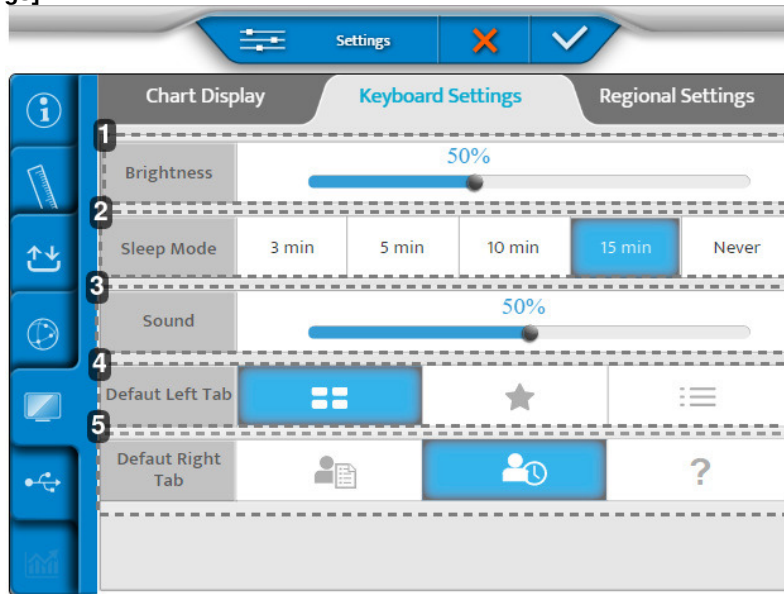 ge]
Settings
Chart Display Keyboard Settings Regional Settings
1
50%
Brightness
2
Sleep Mode 3 min 5 min 10 min 15 min Never
3
50%
Sound
4
Defaut Left Tab
5
Defaut Right
Tab
?